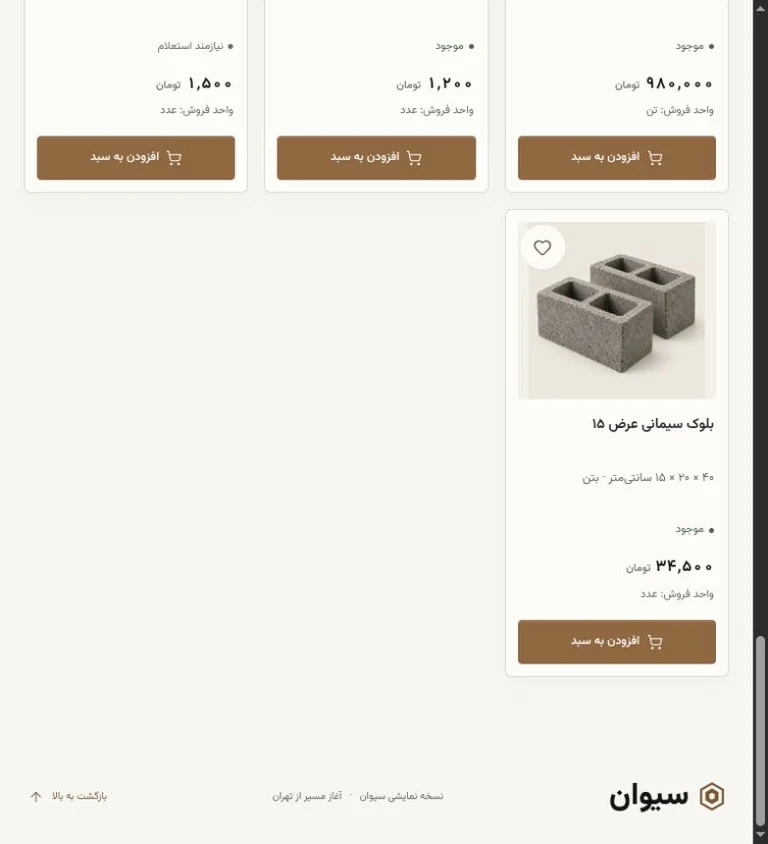 موجود
۹۸۰,۰۰۰ تومان
واحد فروش: تن
افزودن به سبد
موجود
۱,۲۰۰ تومان
واحد فروش: عدد
افزودن به سبد
نیازمند استعلام
۱,۵۰۰ تومان
واحد فروش: عدد
افزودن به سبد
بلوک سیمانی عرض ۱۵
۴۰ × ۲۰ × ۱۵ سانتی‌متر · بتن
موجود
۳۴,۵۰۰ تومان
واحد فروش: عدد
افزودن به سبد
سیوان
نسخه نمایشی سیوان · آغاز مسیر از تهران
بازگشت به بالا